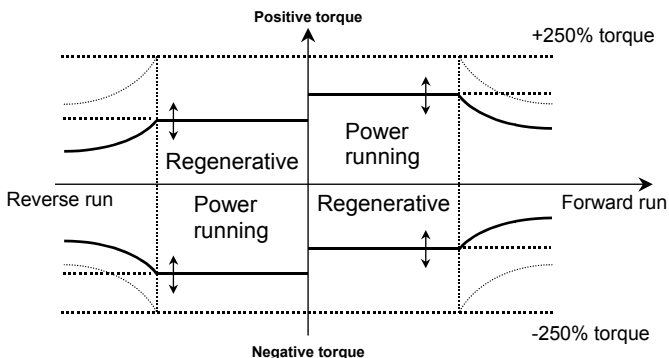 Positive torque
+250% torque
Power
running
Regenerative
Reverse run
Power
running
Regenerative
Forward run
-250% torque
Negative torque